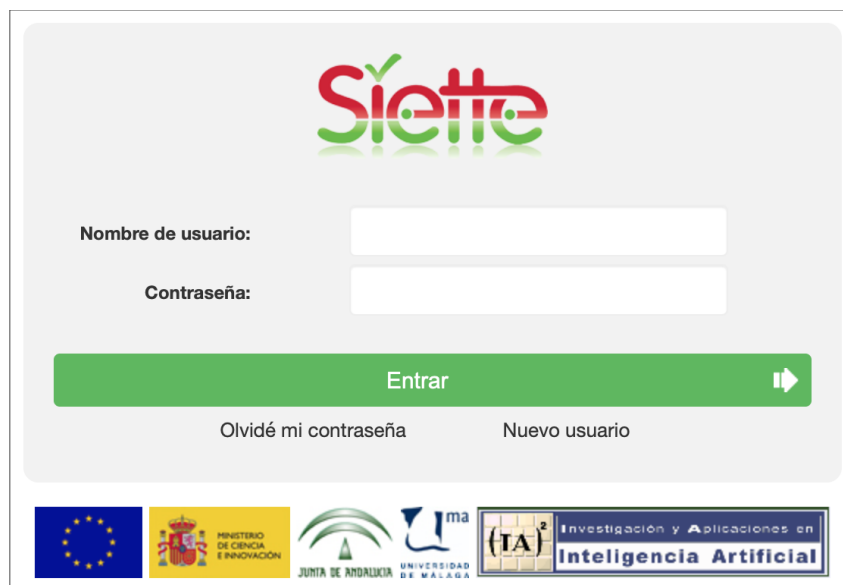 Siette
Nombre de usuario:
Contraseña:
Entrar
Olvidé mi contraseña Nuevo usuario
MINISTERIO
DE CIENCIA
E INNOVACIÓN
JUNTA DE ANDALUCIA
uma
UNIVERSIDAD
DE MÁLAGA
(IA)²
Investigación y Aplicaciones en
Inteligencia Artificial